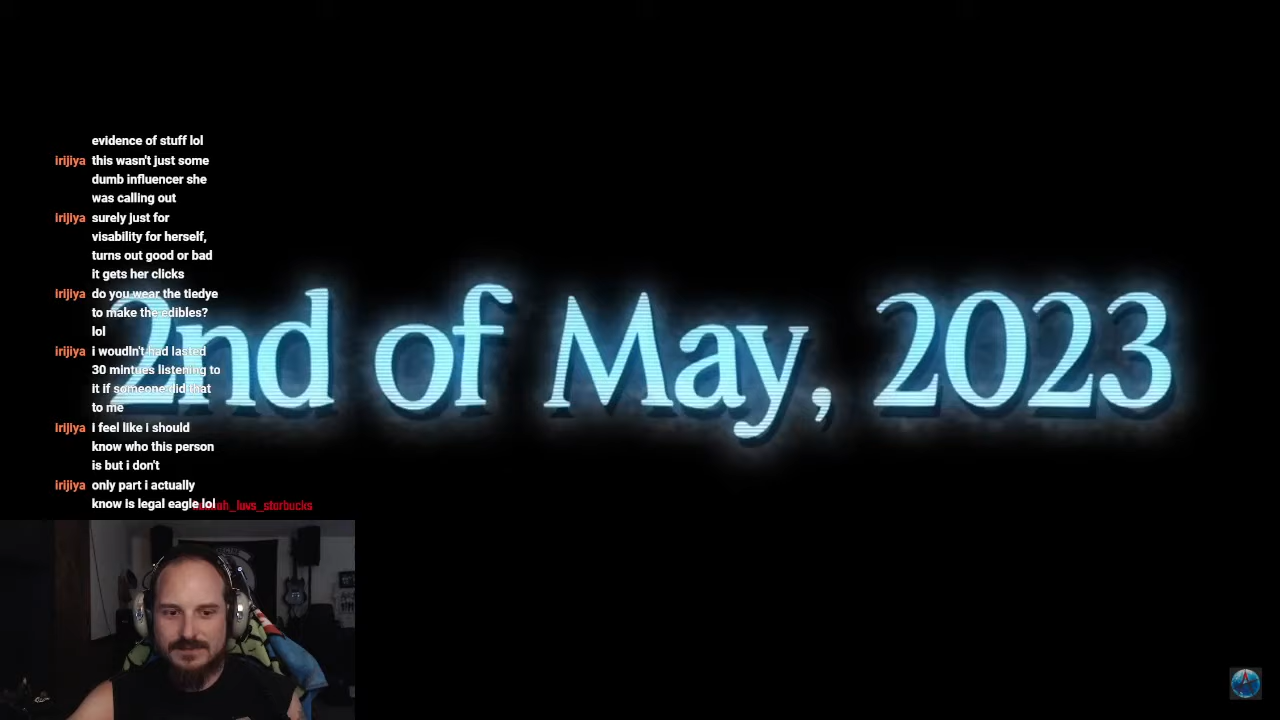 evidence of stuff lol
irijiya this wasn't just some
dumb influencer she
was calling out
irijiya surely just for
visability for herself,
turns out good or bad
it gets her clicks
irijiya do you wear the tiedye
to make the edibles?
lol
irijiya i woudln't had lasted
30 mintues listening to
it if someone did that
to me
irijiya i feel like i should
know who this person
is but i don't
irijiya only part i actually
know is legal eagle lol
2nd of May, 2023